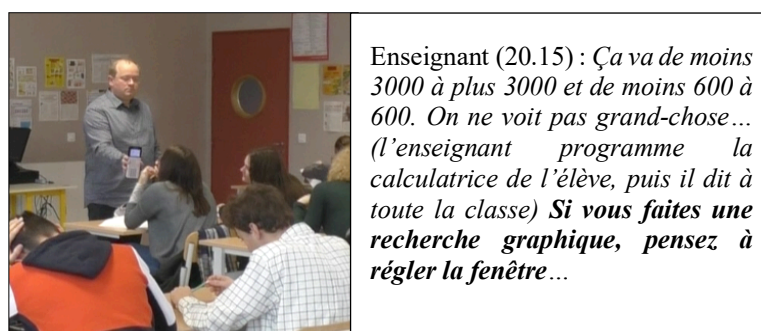 Enseignant (20.15) : Ça va de moins
3000 à plus 3000 et de moins 600 à
600. On ne voit pas grand-chose…
(l’enseignant programme la
calculatrice de l’élève, puis il dit à
toute la classe) Si vous faites une
recherche graphique, pensez à
régler la fenêtre…